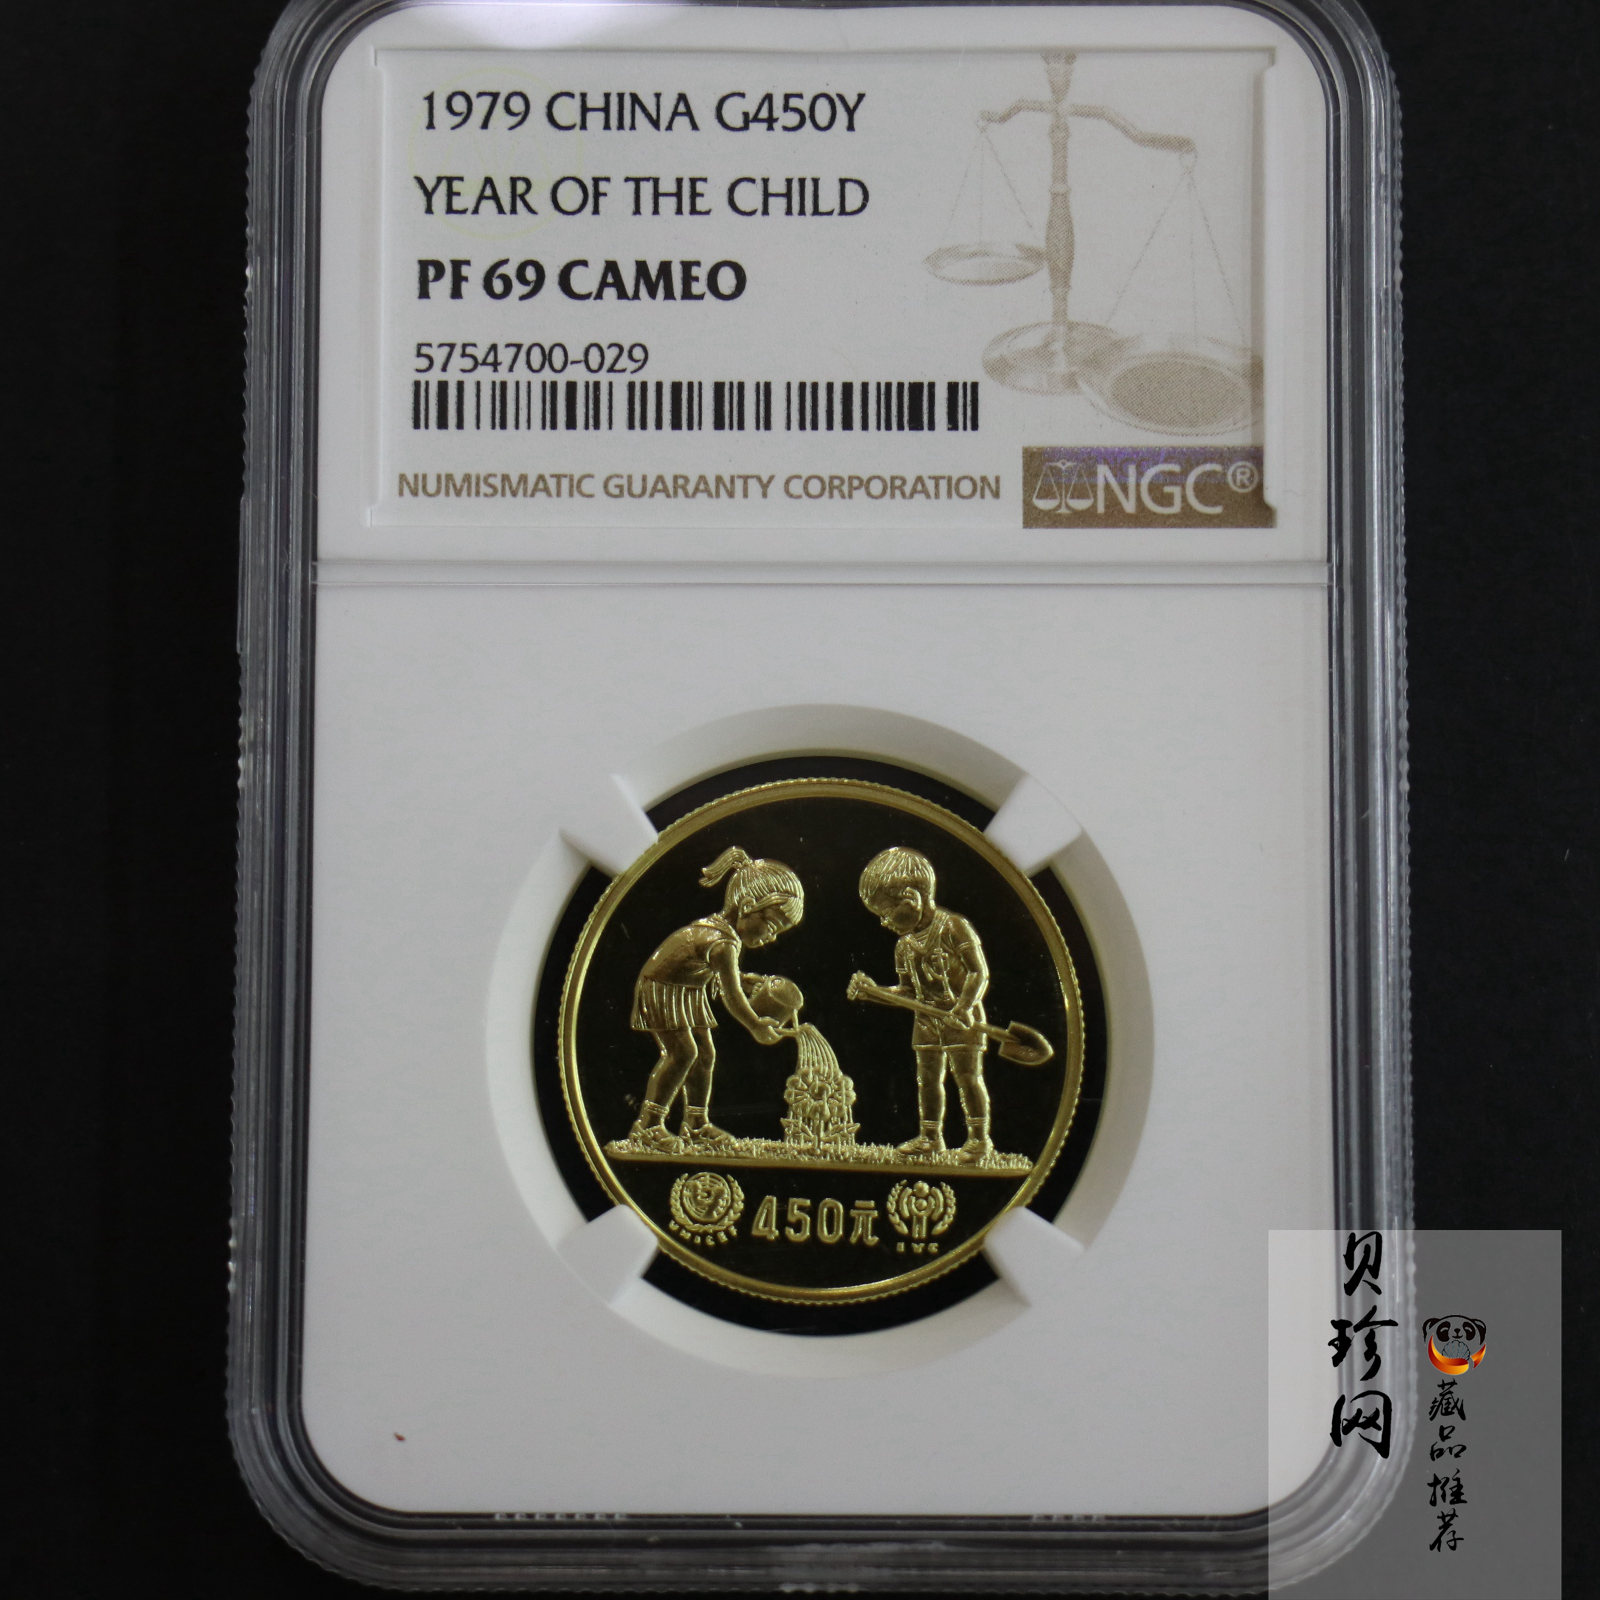 1979 CHINA G450Y
YEAR OF THE CHILD
PF 69 CAMEO
5754700-029
NUMISMATIC GUARANTY CORPORATION
NGC®
450元
UNICEF
贝珍网
藏品推荐